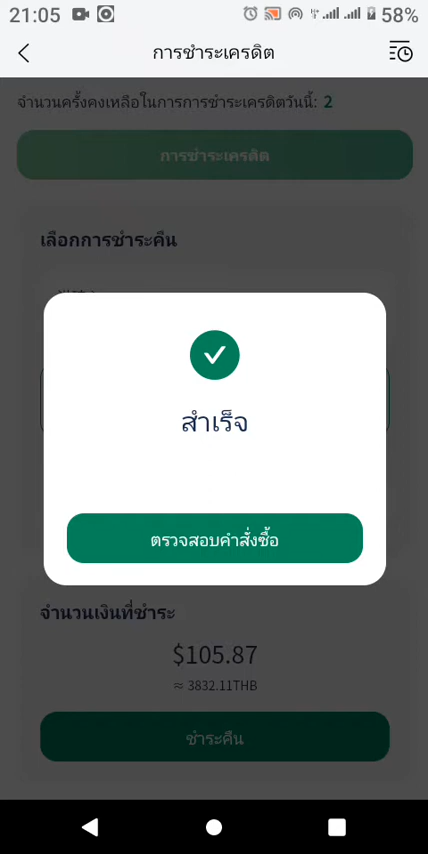 21:05 58%
การชำระเครดิต
จำนวนครั้งคงเหลือในการการชำระเครดิตวันนี้: 2
การชำระเครดิต
เลือกการชำระคืน
สำเร็จ
ตรวจสอบคำสั่งซื้อ
จำนวนเงินที่ชำระ
$105.87
≈ 3832.11THB
ชำระคืน